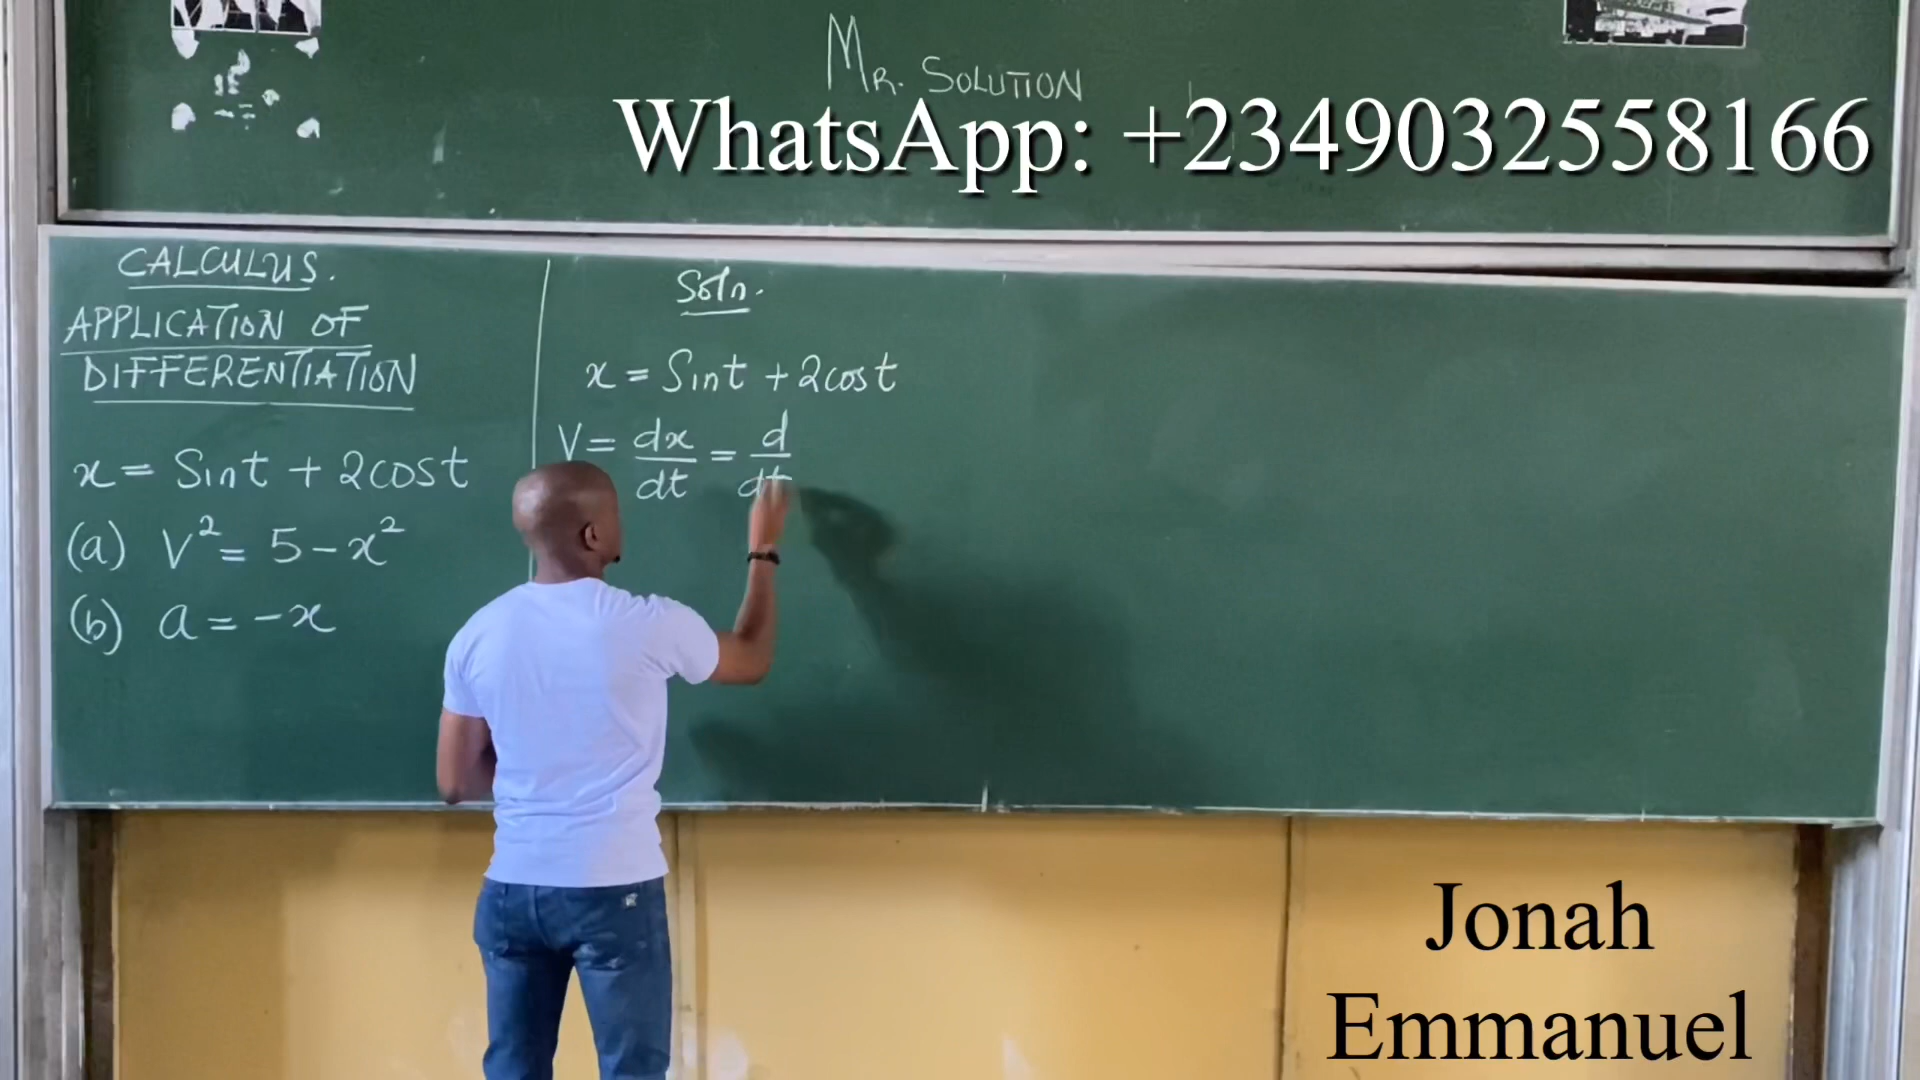 MR. SOLUTION
WhatsApp: +2349032558166
CALCULUS.
APPLICATION OF
DIFFERENTIATION
x = Sint + 2cost
(a) V² = 5 - x²
(b) a = -x
Soln.
x = Sint + 2cost
V = dx/dt = d/dt
Jonah
Emmanuel